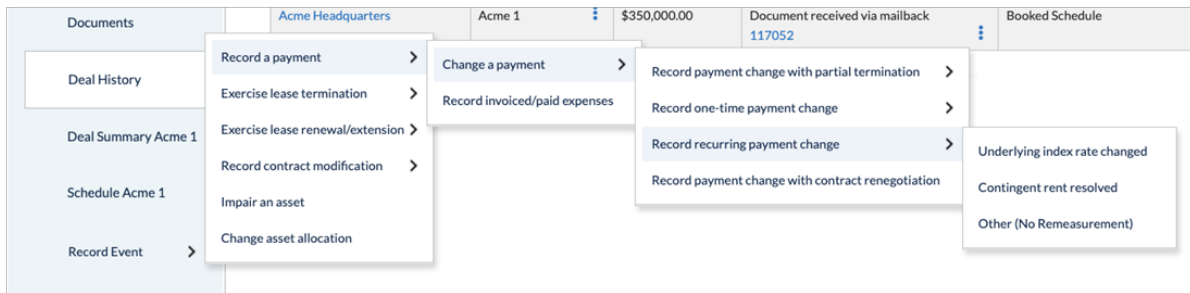 Documents
Acme Headquarters
Acme 1
$350,000.00
Document received via mailback
117052
Booked Schedule
Deal History
Deal Summary Acme 1
Schedule Acme 1
Record Event
Record a payment
Exercise lease termination
Exercise lease renewal/extension
Record contract modification
Impair an asset
Change asset allocation
Change a payment
Record invoiced/paid expenses
Record payment change with partial termination
Record one-time payment change
Record recurring payment change
Record payment change with contract renegotiation
Underlying index rate changed
Contingent rent resolved
Other (No Remeasurement)